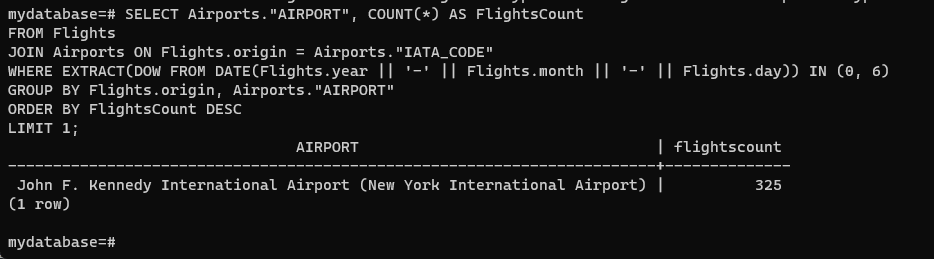 mydatabase=# SELECT Airports."AIRPORT", COUNT(*) AS FlightsCount
FROM Flights
JOIN Airports ON Flights.origin = Airports."IATA_CODE"
WHERE EXTRACT(DOW FROM DATE(Flights.year || '-' || Flights.month || '-' || Flights.day)) IN (0, 6)
GROUP BY Flights.origin, Airports."AIRPORT"
ORDER BY FlightsCount DESC
LIMIT 1;
AIRPORT | flightscount
------------------------------------------------------------------------+--------------
John F. Kennedy International Airport (New York International Airport) | 325
(1 row)
mydatabase=#